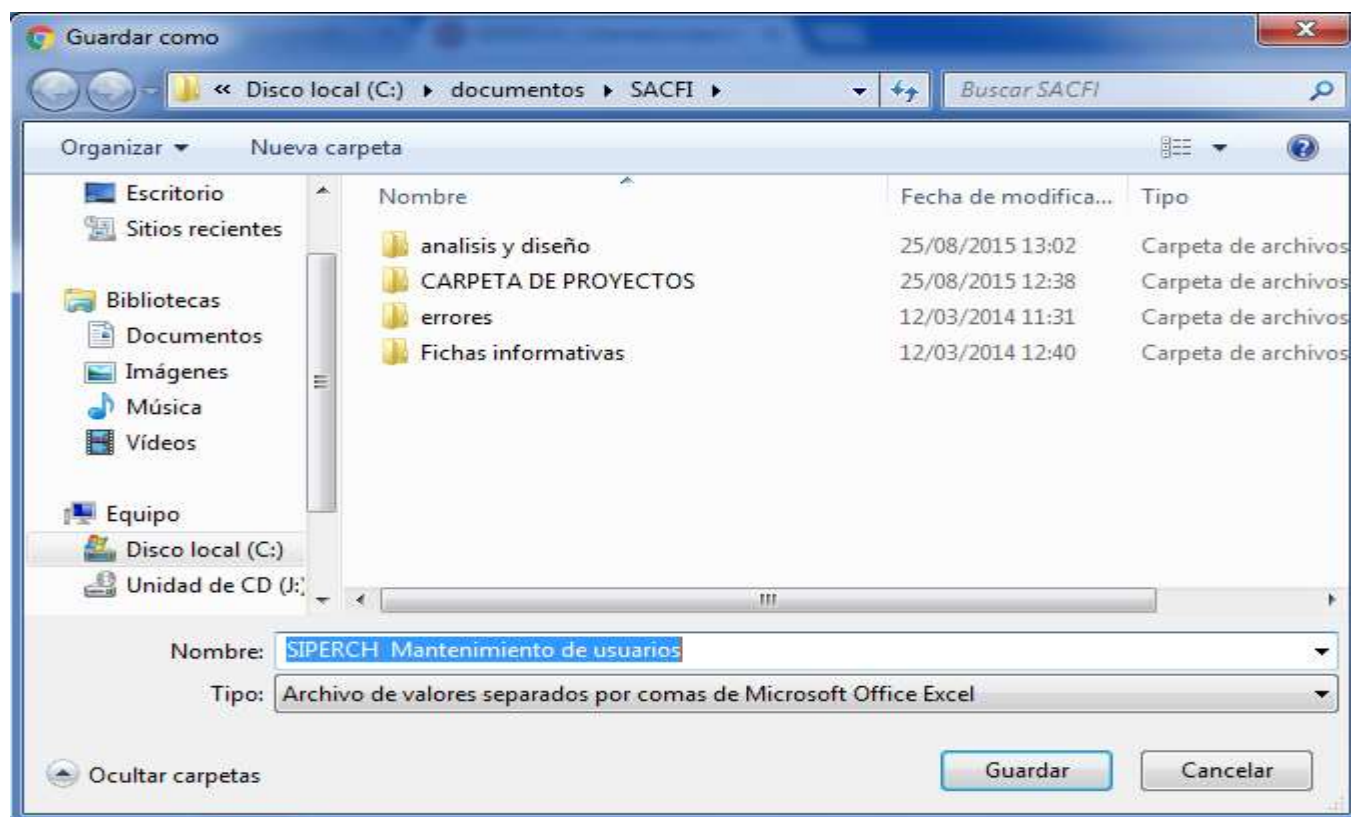 Guardar como
« Disco local (C:) ▸ documentos ▸ SACFI ▸ Buscar SACFI
Organizar Nueva carpeta
Escritorio
Sitios recientes
Bibliotecas
Documentos
Imágenes
Música
Vídeos
Equipo
Disco local (C:)
Unidad de CD (J:
Nombre Fecha de modifica... Tipo
analisis y diseño 25/08/2015 13:02 Carpeta de archivos
CARPETA DE PROYECTOS 25/08/2015 12:38 Carpeta de archivos
errores 12/03/2014 11:31 Carpeta de archivos
Fichas informativas 12/03/2014 12:40 Carpeta de archivos
Nombre: SIPERCH Mantenimiento de usuarios
Tipo: Archivo de valores separados por comas de Microsoft Office Excel
Ocultar carpetas Guardar Cancelar